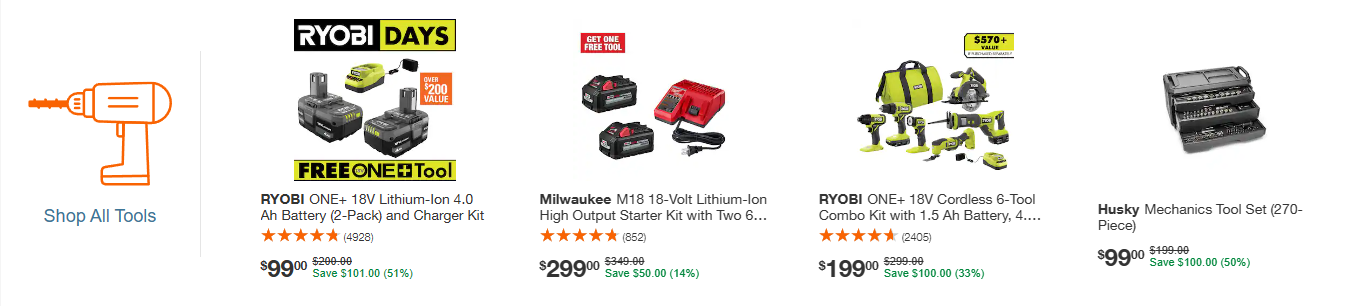 Shop All Tools
RYOBI DAYS
OVER
$200
VALUE
FREE ONE+ Tool
RYOBI ONE+ 18V Lithium-Ion 4.0
Ah Battery (2-Pack) and Charger Kit
(4928)
$99 00 $200.00
Save $101.00 (51%)
GET ONE
FREE TOOL
Milwaukee M18 18-Volt Lithium-Ion
High Output Starter Kit with Two 6...
(852)
$299 00 $349.00
Save $50.00 (14%)
$570+
VALUE
RYOBI ONE+ 18V Cordless 6-Tool
Combo Kit with 1.5 Ah Battery, 4....
(2405)
$199 00 $299.00
Save $100.00 (33%)
Husky Mechanics Tool Set (270-
Piece)
$99 00 $199.00
Save $100.00 (50%)